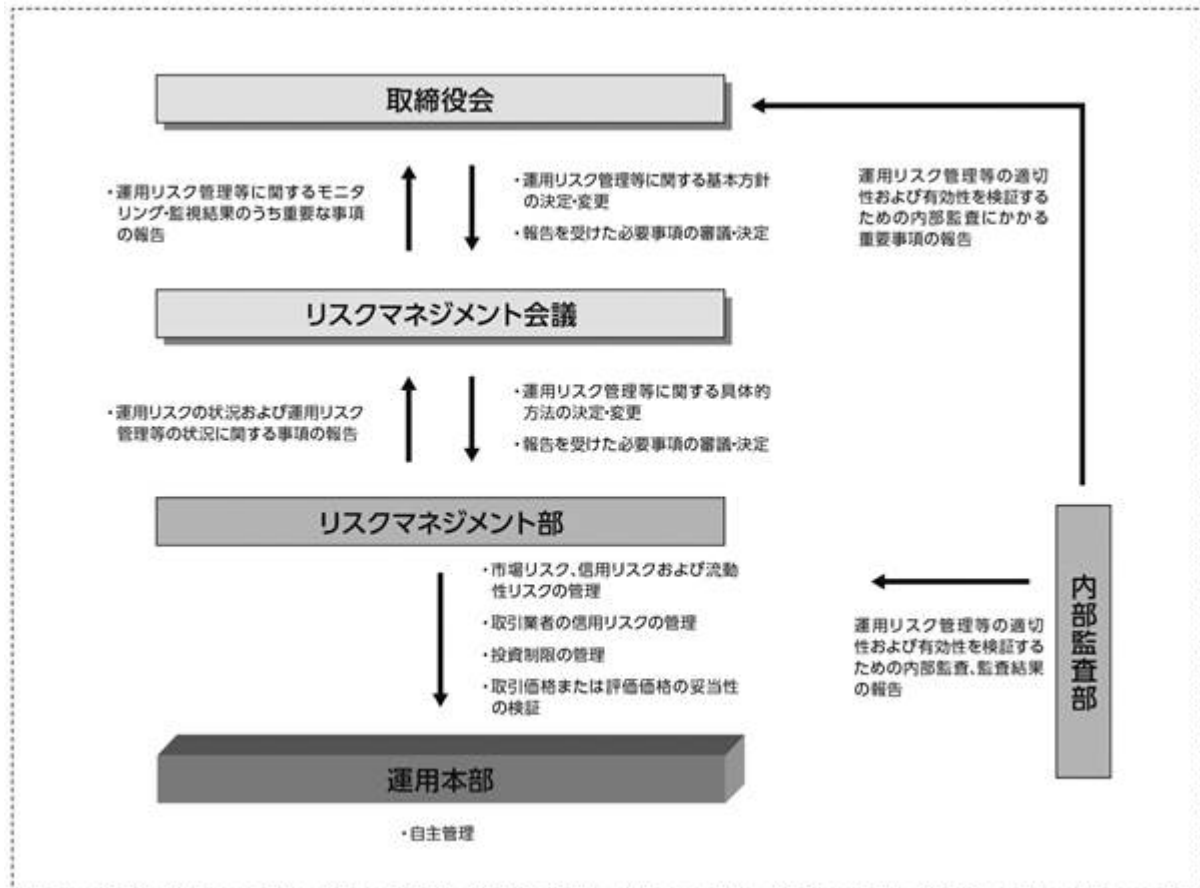 取締役会
・運用リスク管理等に関するモニタ
リング・監視結果のうち重要な事項
の報告
・運用リスク管理等に関する基本方針
の決定・変更
・報告を受けた必要事項の審議・決定
運用リスク管理等の適切
性および有効性を検証する
ための内部監査にかかる
重要事項の報告
リスクマネジメント会議
・運用リスクの状況および運用リスク
管理等の状況に関する事項の報告
・運用リスク管理等に関する具体的
方法の決定・変更
・報告を受けた必要事項の審議・決定
リスクマネジメント部
・市場リスク、信用リスクおよび流動
性リスクの管理
・取引業者の信用リスクの管理
・投資制限の管理
・取引価格または評価価格の妥当性
の検証
運用リスク管理等の適切
性および有効性を検証する
ための内部監査、監査結果
の報告
内部監査部
運用本部
・自主管理